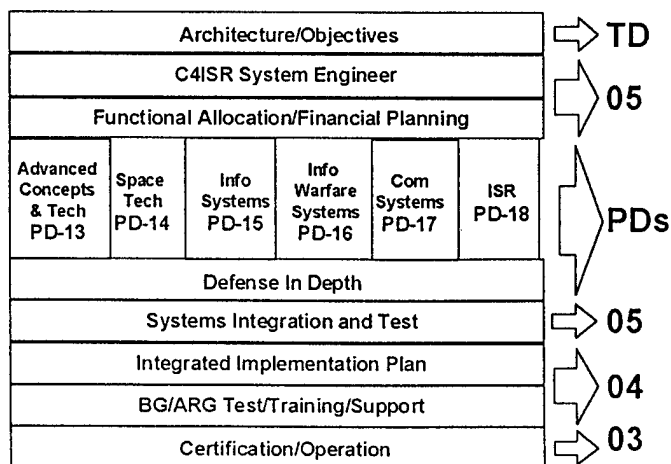 Architecture/Objectives
TD
C4ISR System Engineer
05
Functional Allocation/Financial Planning
Advanced
Concepts
& Tech
PD-13
Space
Tech
PD-14
Info
Systems
PD-15
Info
Warfare
Systems
PD-16
Com
Systems
PD-17
ISR
PD-18
PDs
Defense In Depth
Systems Integration and Test
05
Integrated Implementation Plan
04
BG/ARG Test/Training/Support
Certification/Operation
03